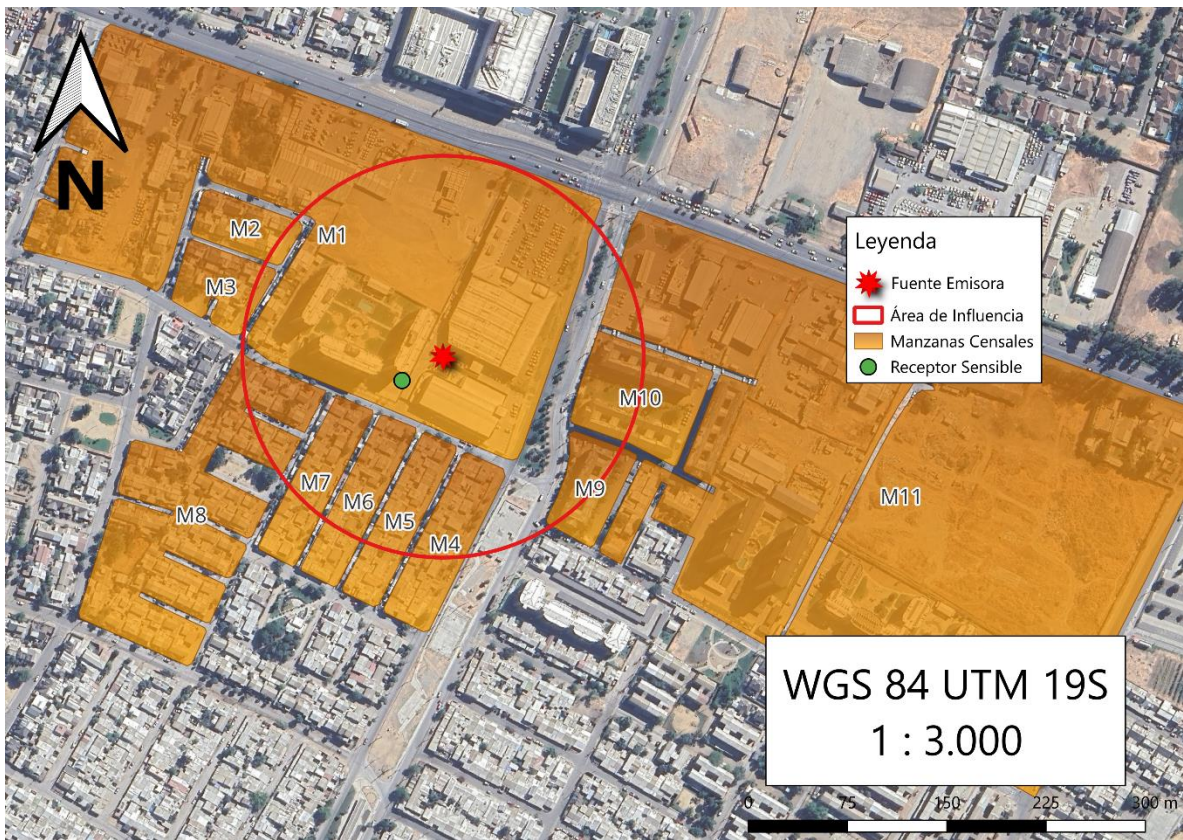 N
M1
M2
M3
Leyenda
Fuente Emisora
Área de Influencia
Manzanas Censales
Receptor Sensible
M10
M7
M6
M5
M4
M8
M9
M11
WGS 84 UTM 19S
1 : 3.000
0 75 150 225 300 m